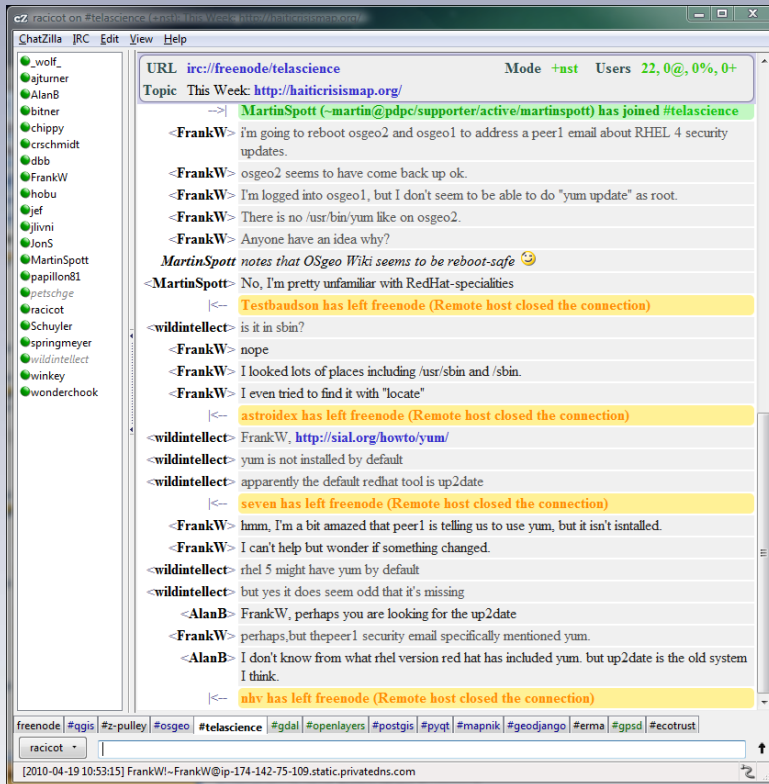 cZ racicot on #telascience (+nst): This Week: http://haiticrisismap.org/
ChatZilla IRC Edit View Help
_wolf_
ajturner
AlanB
bitner
chippy
crschmidt
dbb
FrankW
hobu
jef
jlivni
JonS
MartinSpott
papillon81
petschge
racicot
Schuyler
springmeyer
wildintellect
winkey
wonderchook
URL irc://freenode/telascience Mode +nst Users 22, 0@, 0%, 0+
Topic This Week: http://haiticrisismap.org/
-->| MartinSpott (~martin@pdpc/supporter/active/martinspott) has joined #telascience
<FrankW> i'm going to reboot osgeo2 and osgeo1 to address a peer1 email about RHEL 4 security
updates.
<FrankW> osgeo2 seems to have come back up ok.
<FrankW> I'm logged into osgeo1, but I don't seem to be able to do "yum update" as root.
<FrankW> There is no /usr/bin/yum like on osgeo2.
<FrankW> Anyone have an idea why?
MartinSpott notes that OSgeo Wiki seems to be reboot-safe
<MartinSpott> No, I'm pretty unfamiliar with RedHat-specialities
|<-- Testbaudson has left freenode (Remote host closed the connection)
<wildintellect> is it in sbin?
<FrankW> nope
<FrankW> I looked lots of places including /usr/sbin and /sbin.
<FrankW> I even tried to find it with "locate"
|<-- astroidex has left freenode (Remote host closed the connection)
<wildintellect> FrankW, http://sial.org/howto/yum/
<wildintellect> yum is not installed by default
<wildintellect> apparently the default redhat tool is up2date
|<-- seven has left freenode (Remote host closed the connection)
<FrankW> hmm, I'm a bit amazed that peer1 is telling us to use yum, but it isn't isntalled.
<FrankW> I can't help but wonder if something changed.
<wildintellect> rhel 5 might have yum by default
<wildintellect> but yes it does seem odd that it's missing
<AlanB> FrankW, perhaps you are looking for the up2date
<FrankW> perhaps,but thepeer1 security email specifically mentioned yum.
<AlanB> I don't know from what rhel version red hat has included yum. but up2date is the old system
I think.
|<-- nhv has left freenode (Remote host closed the connection)
freenode #qgis #z-pulley #osgeo #telascience #gdal #openlayers #postgis #pyqt #mapnik #geodjango #erma #gpsd #ecotrust
racicot
[2010-04-19 10:53:15] FrankW!~FrankW@ip-174-142-75-109.static.privatedns.com